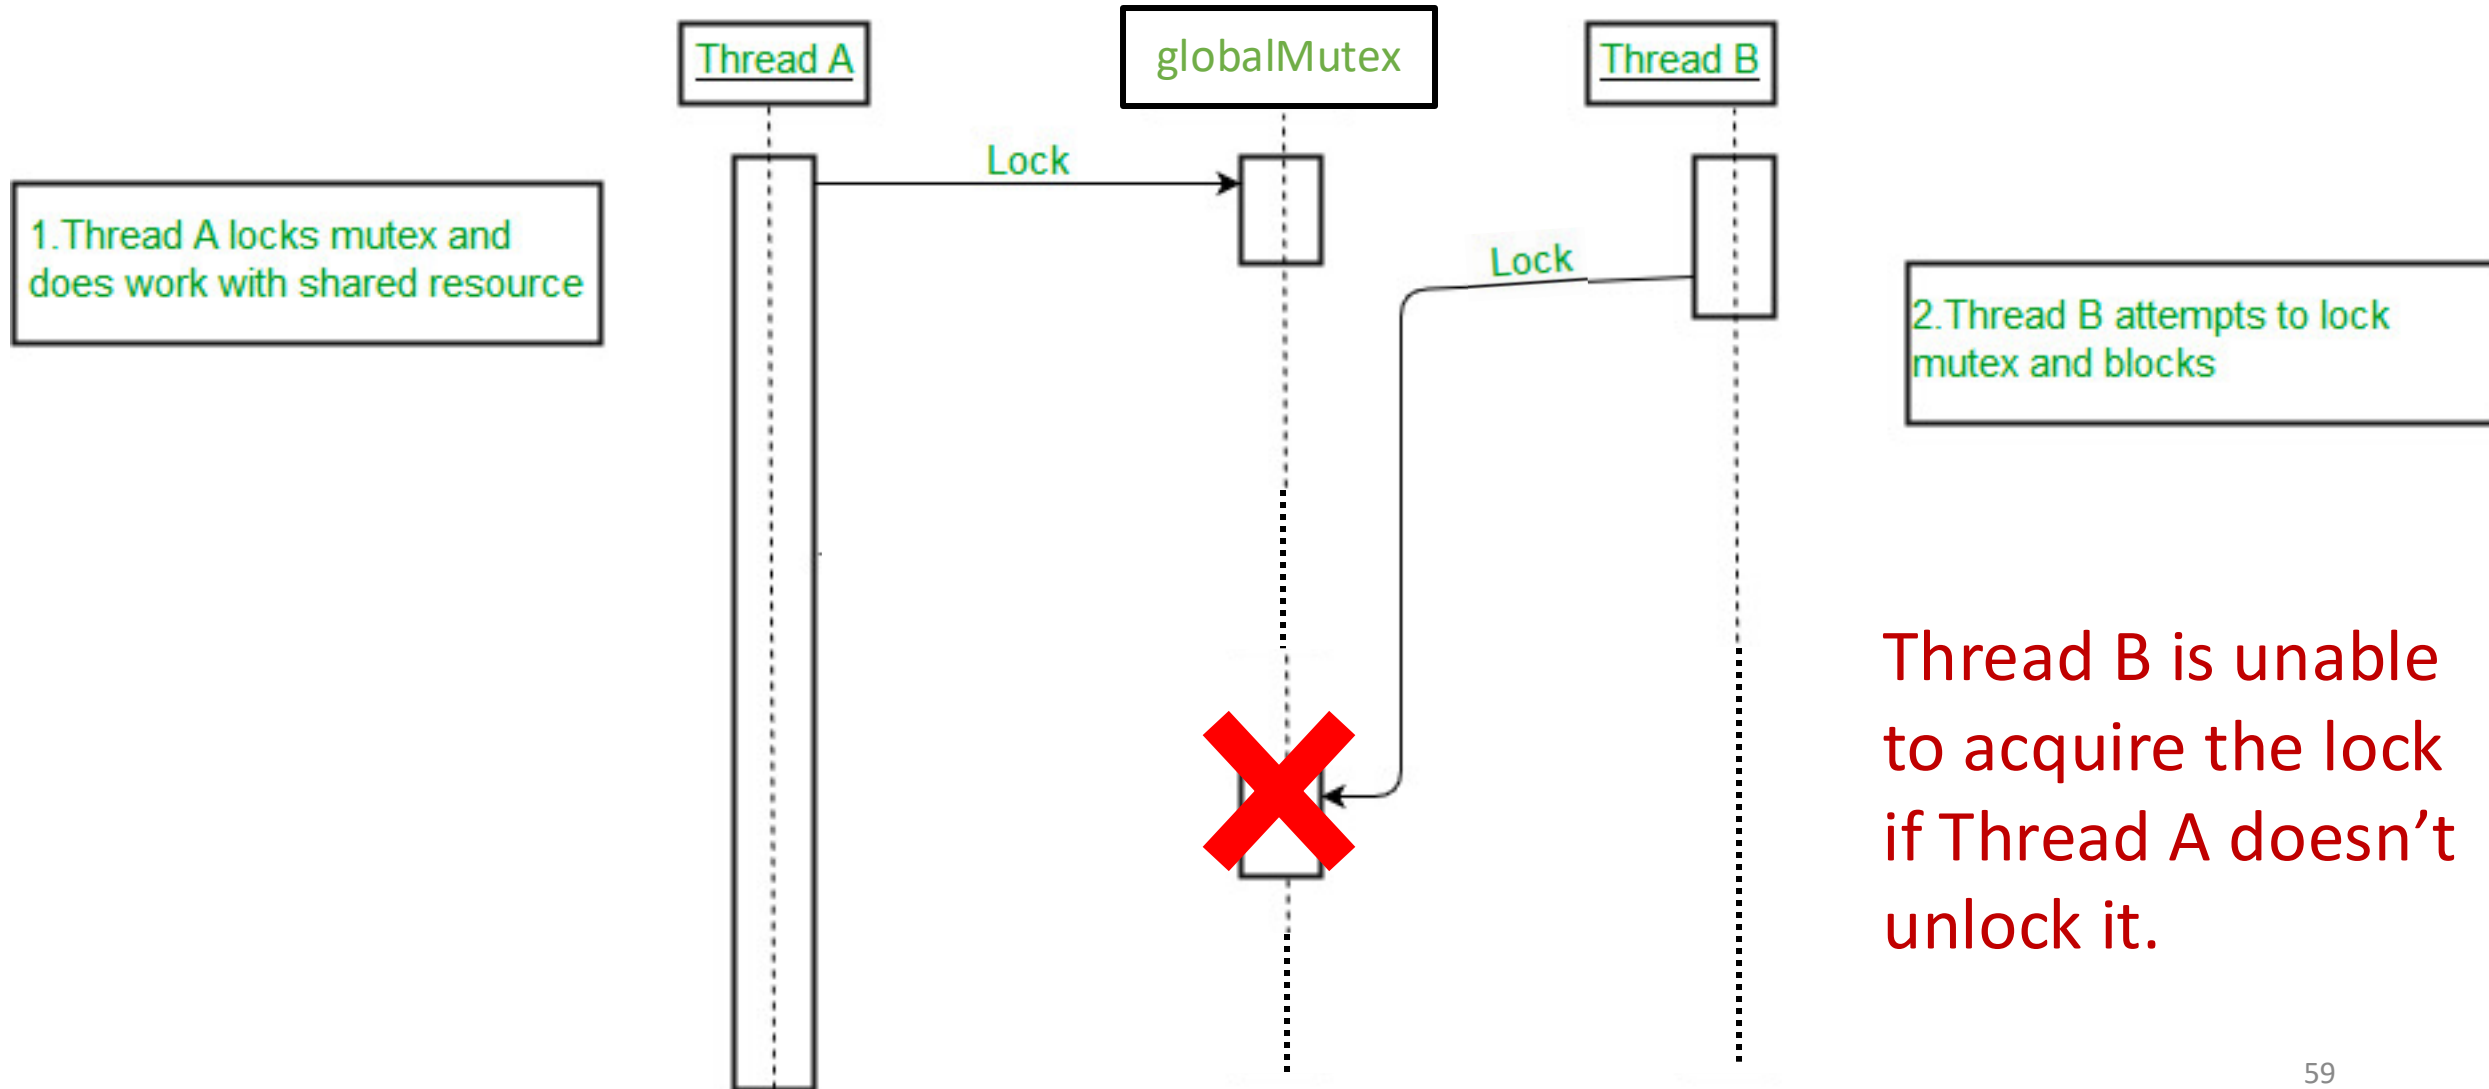 Thread A
globalMutex
Thread B
Lock
1.Thread A locks mutex and
does work with shared resource
Lock
2.Thread B attempts to lock
mutex and blocks
Thread B is unable
to acquire the lock
if Thread A doesn’t
unlock it.
59